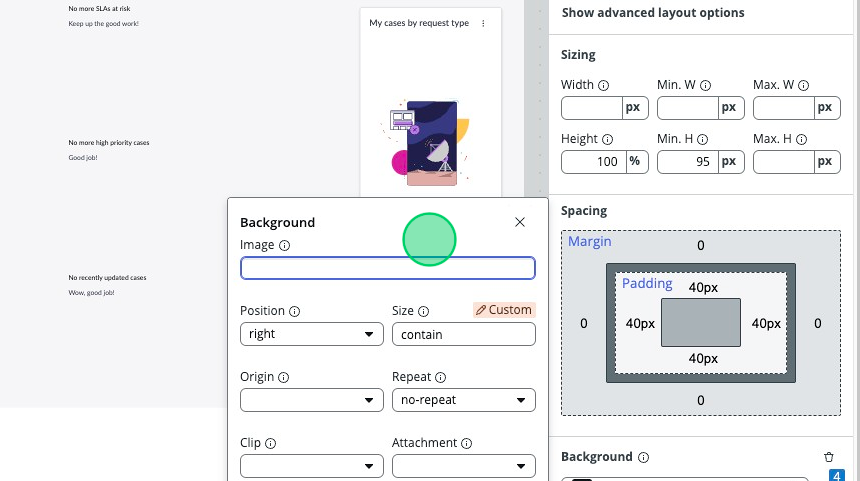 No more SLAs at risk
Keep up the good work!
No more high priority cases
Good job!
No recently updated cases
Wow, good job!
My cases by request type
Background
Image
Position
Size
Custom
right
contain
Origin
Repeat
no-repeat
Clip
Attachment
Show advanced layout options
Sizing
Width
Min. W
Max. W
px
px
px
Height
Min. H
Max. H
100 %
95 px
px
Spacing
Margin
0
Padding
40px
0
40px
40px
0
40px
0
Background
4